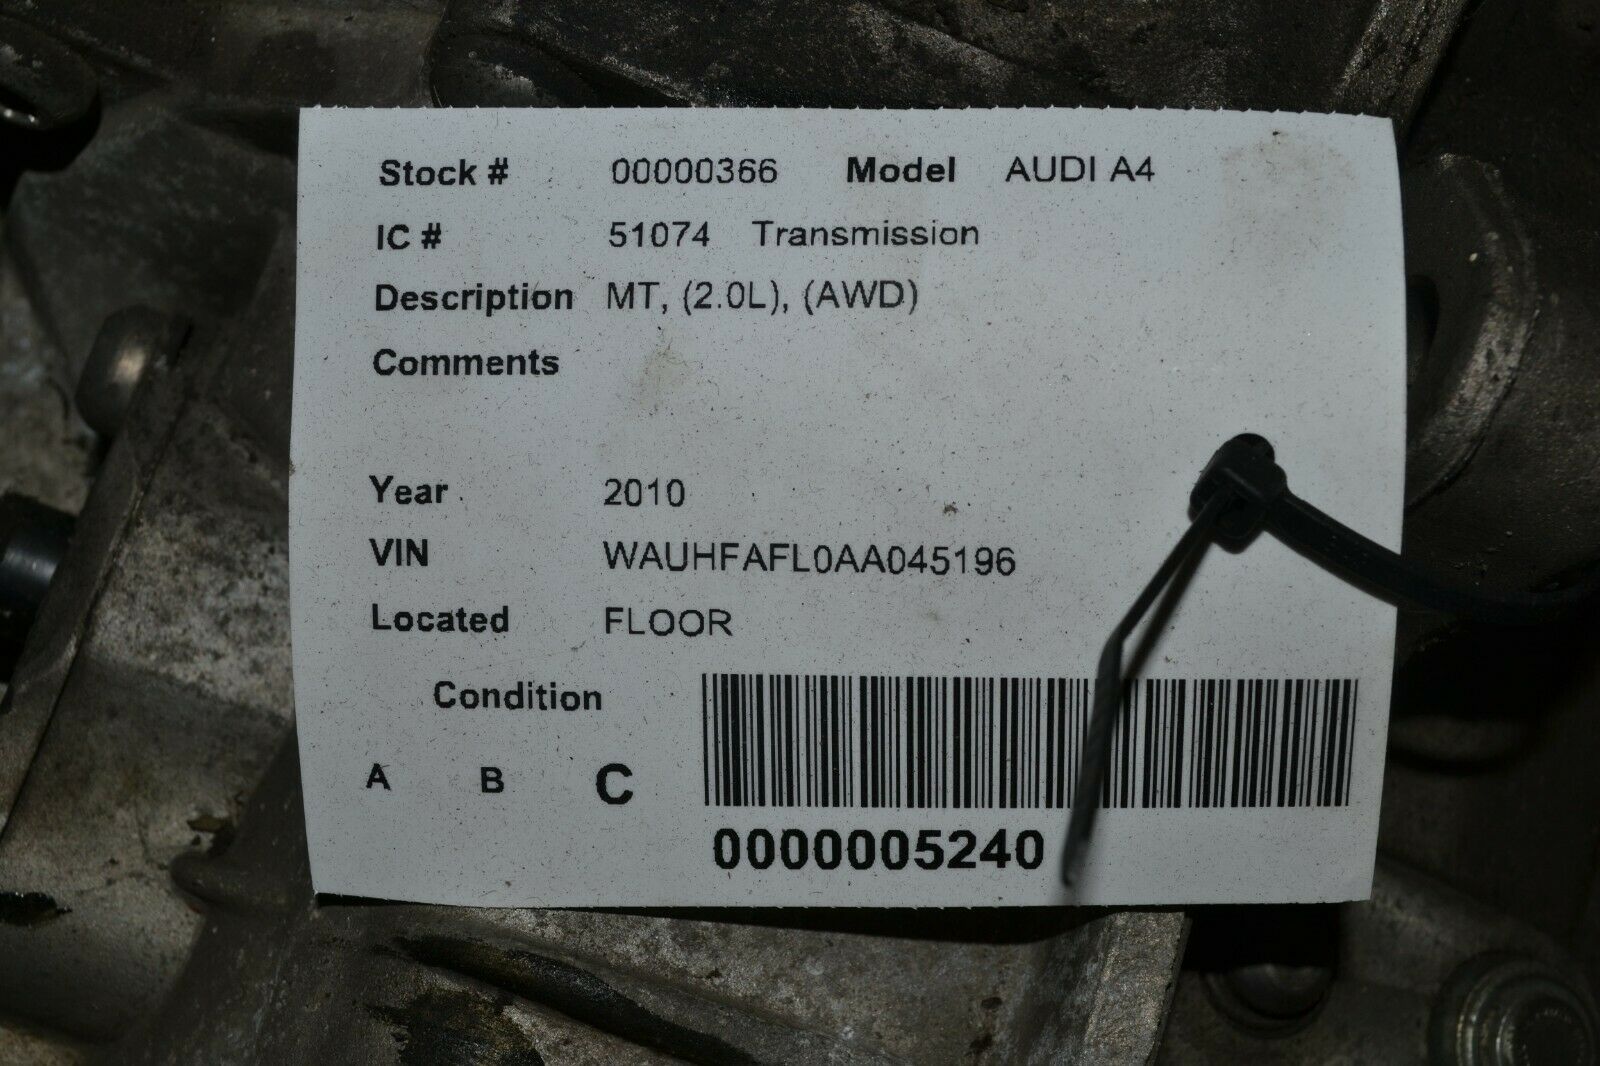 Stock # 00000366 Model AUDI A4
IC # 51074 Transmission
Description MT, (2.0L), (AWD)
Comments
Year 2010
VIN WAUHFAFL0AA045196
Located FLOOR
Condition
A B C
0000005240